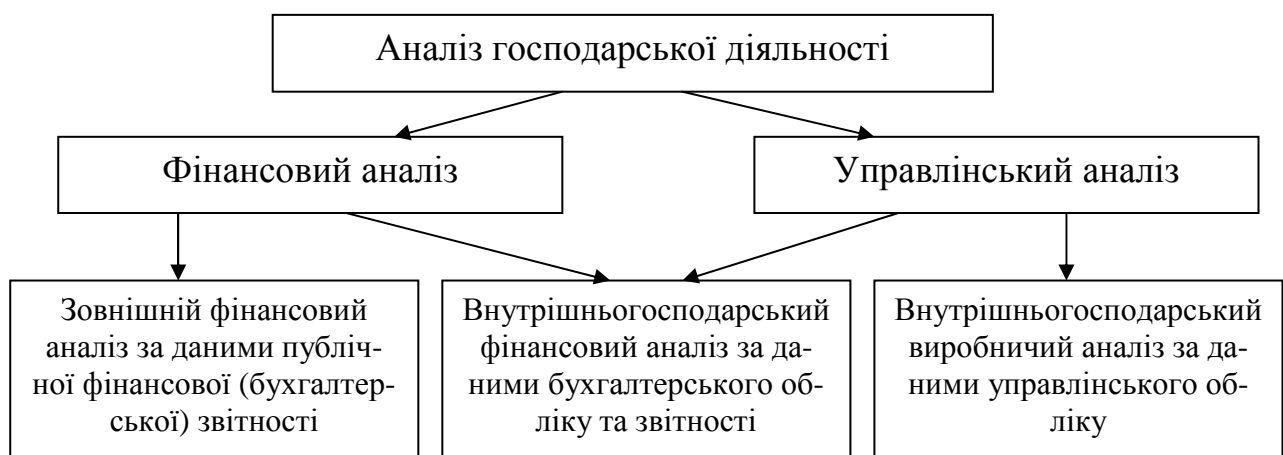 Аналіз господарської діяльності
Фінансовий аналіз
Управлінський аналіз
Зовнішній фінансовий
аналіз за даними публіч-
ної фінансової (бухгалтер-
ської) звітності
Внутрішньогосподарський
фінансовий аналіз за да-
ними бухгалтерського об-
ліку та звітності
Внутрішньогосподарський
виробничий аналіз за да-
ними управлінського об-
ліку